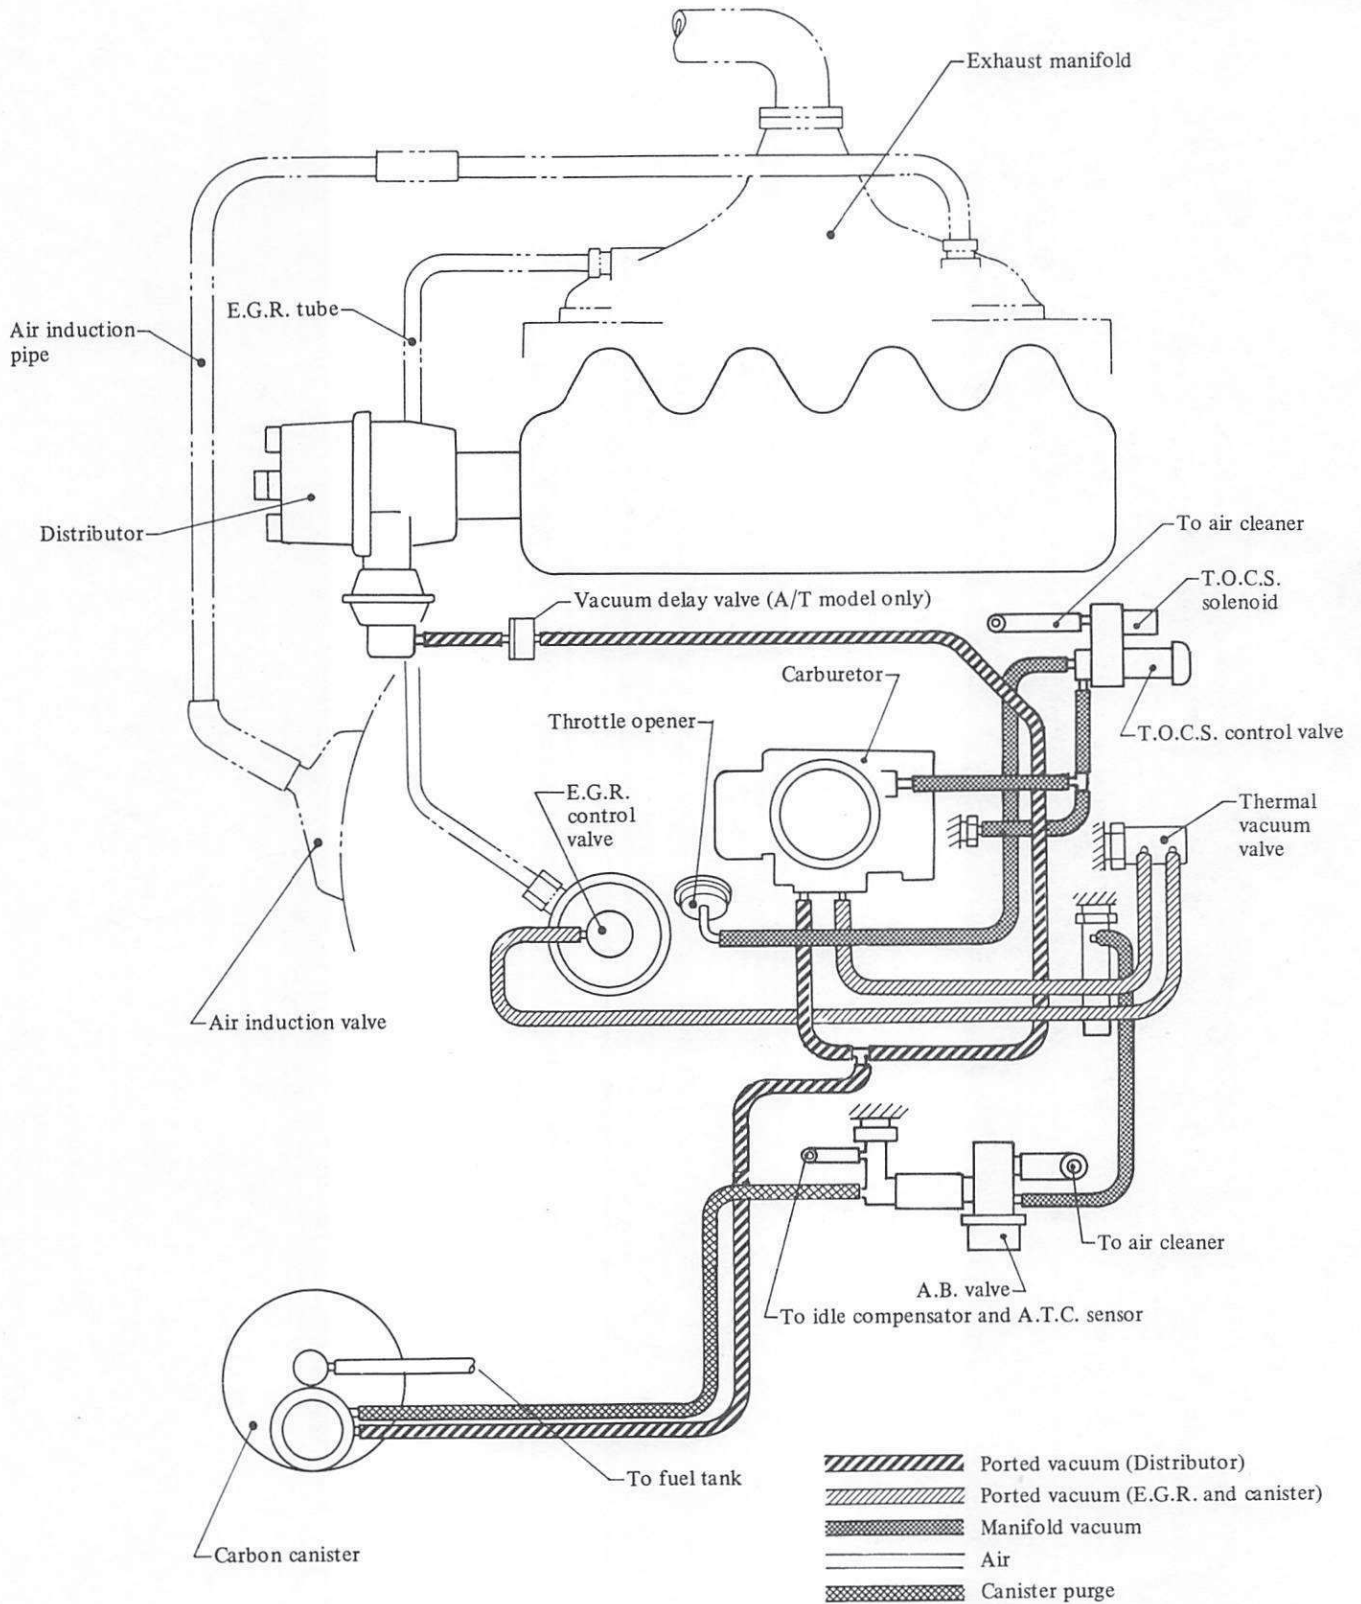 Exhaust manifold
E.G.R. tube
Air induction
pipe
Distributor
To air cleaner
T.O.C.S.
solenoid
Vacuum delay valve (A/T model only)
Carburetor
Throttle opener
T.O.C.S. control valve
E.G.R.
control
valve
Thermal
vacuum
valve
Air induction valve
To air cleaner
A.B. valve
To idle compensator and A.T.C. sensor
To fuel tank
Carbon canister
Ported vacuum (Distributor)
Ported vacuum (E.G.R. and canister)
Manifold vacuum
Air
Canister purge